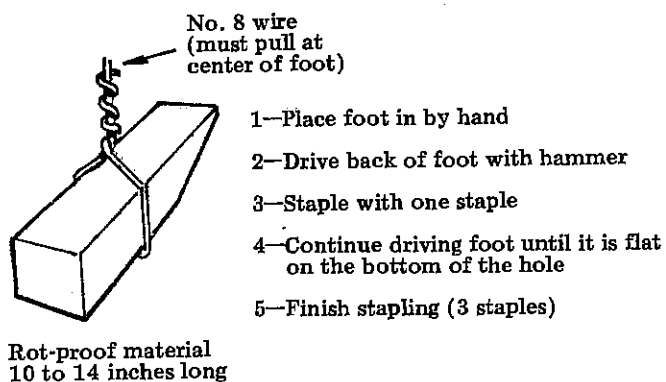 No. 8 wire
(must pull at
center of foot)
1—Place foot in by hand
2—Drive back of foot with hammer
3—Staple with one staple
4—Continue driving foot until it is flat
on the bottom of the hole
5—Finish stapling (3 staples)
Rot-proof material
10 to 14 inches long